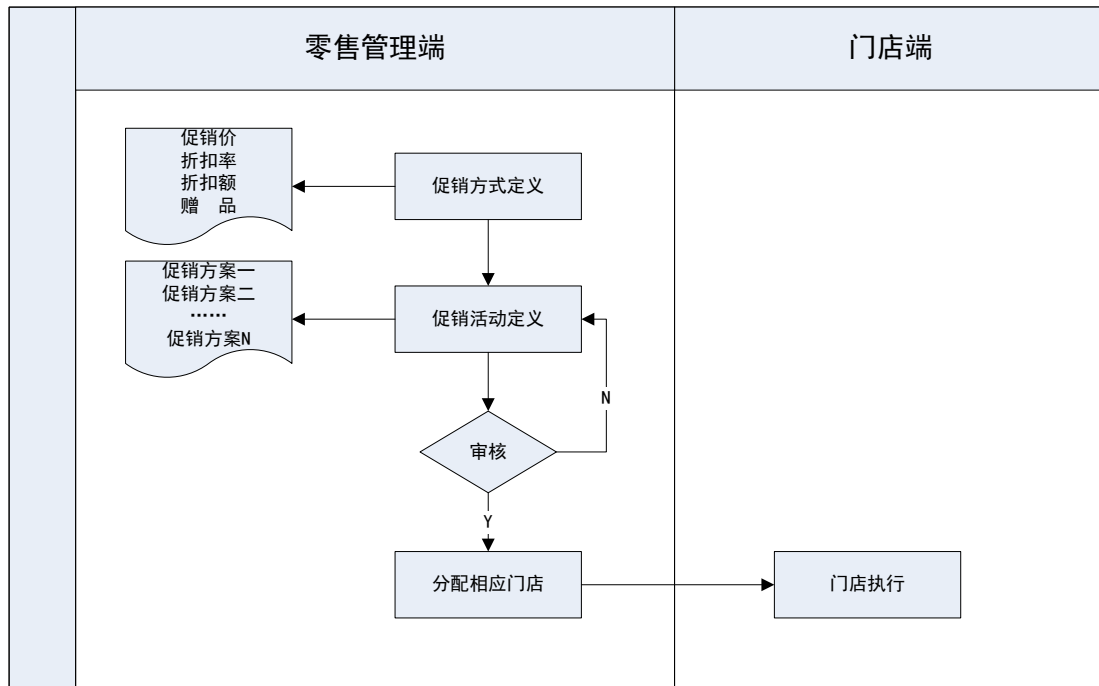 零售管理端
门店端
促销价
折扣率
折扣额
赠 品
促销方式定义
促销方案一
促销方案二
……
促销方案N
促销活动定义
N
审核
Y
分配相应门店
门店执行